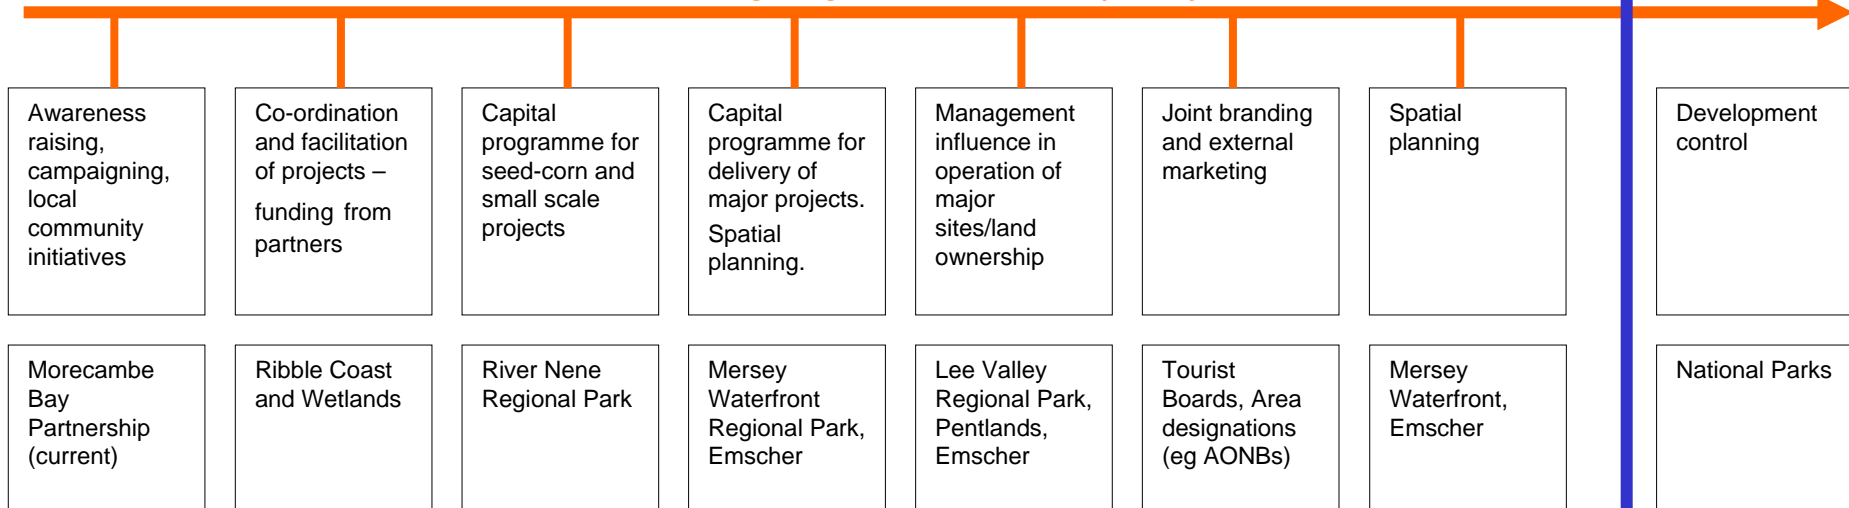 Awareness
raising,
campaigning,
local
community
initiatives
Co-ordination
and facilitation
of projects –
funding from
partners
Capital
programme for
seed-corn and
small scale
projects
Capital
programme for
delivery of
major projects.
Spatial
planning.
Management
influence in
operation of
major
sites/land
ownership
Joint branding
and external
marketing
Spatial
planning
Development
control
Morecambe
Bay
Partnership
(current)
Ribble Coast
and Wetlands
River Nene
Regional Park
Mersey
Waterfront
Regional Park,
Emscher
Lee Valley
Regional Park,
Pentlands,
Emscher
Tourist
Boards, Area
designations
(eg AONBs)
Mersey
Waterfront,
Emscher
National Parks